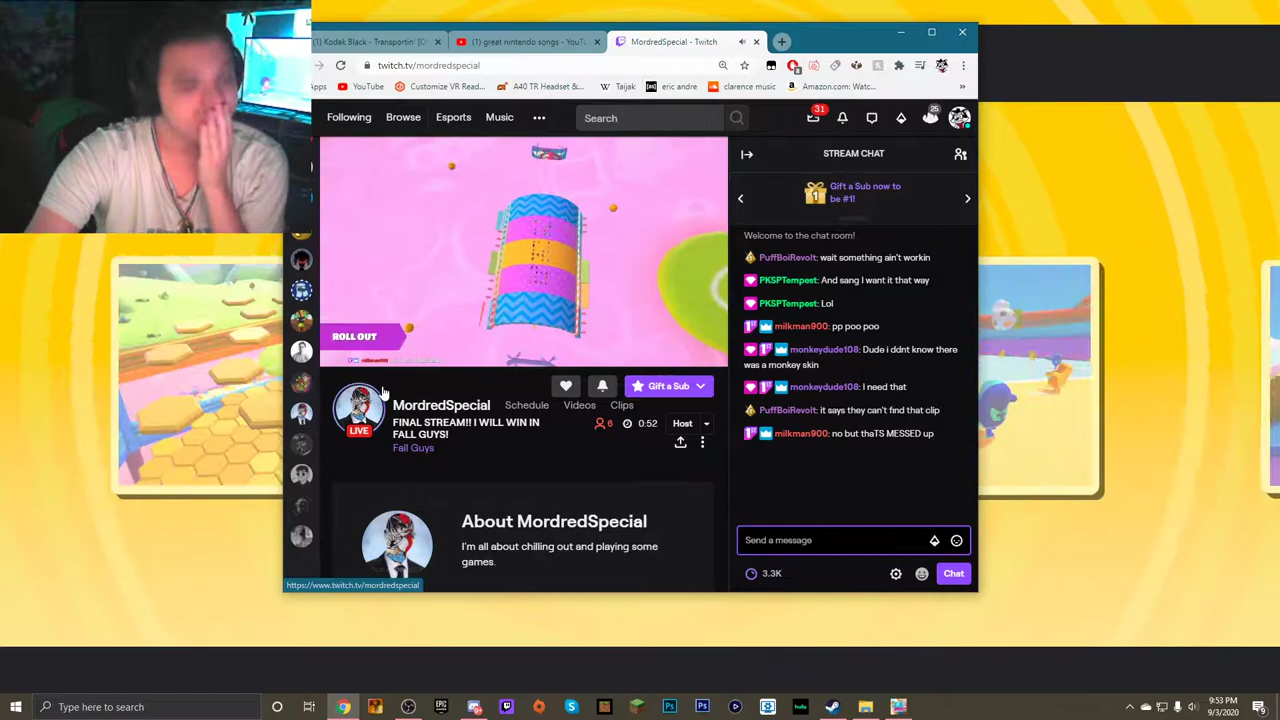 (1) Kodak Black - Transportin' [
(1) great nintendo songs - YouT
MordredSpecial - Twitch
twitch.tv/mordredspecial
Apps
YouTube
Customize VR Read...
A40 TR Headset &...
Taijak
eric andre
clarence music
Amazon.com: Watc...
»
Following
Browse
Esports
Music
Search
31
25
STREAM CHAT
1
Gift a Sub now to
be #1!
Welcome to the chat room!
PuffBoiRevolt: wait something ain't workin
PKSPTempest: And sang I want it that way
PKSPTempest: Lol
milkman900: pp poo poo
monkeydude108: Dude i ddnt know there
was a monkey skin
monkeydude108: I need that
PuffBoiRevolt: it says they can't find that clip
milkman900: no but thaTS MESSED up
ROLL OUT
Gift a Sub
MordredSpecial
Schedule
Videos
Clips
LIVE
FINAL STREAM!! I WILL WIN IN
FALL GUYS!
Fall Guys
6
0:52
Host
About MordredSpecial
I'm all about chilling out and playing some
games.
Send a message
3.3K
Chat
https://www.twitch.tv/mordredspecial
Type here to search
hulu
9:53 PM
9/3/2020